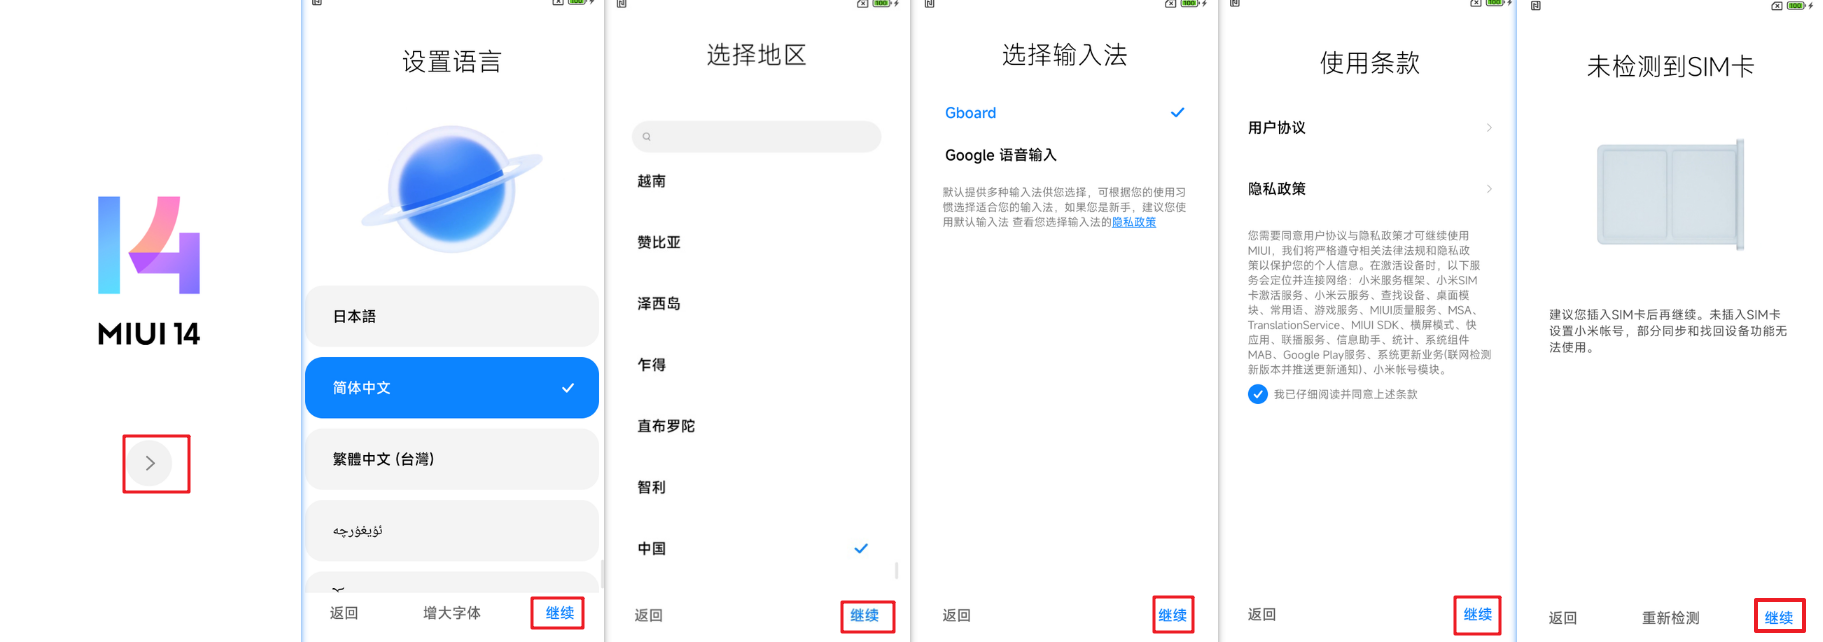 MIUI 14
设置语言
日本語
简体中文
繁體中文 (台灣)
ئۇيغۇرچە
返回
增大字体
继续
选择地区
越南
赞比亚
泽西岛
乍得
直布罗陀
智利
中国
返回
继续
选择输入法
Gboard
Google 语音输入
默认提供多种输入法供您选择，可根据您的使用习
惯选择适合您的输入法，如果您是新手，建议您使
用默认输入法 查看您选择输入法的隐私政策
返回
继续
使用条款
用户协议
隐私政策
您需要同意用户协议与隐私政策才可继续使用
MIUI，我们将严格遵守相关法律法规和隐私政
策以保护您的个人信息。在激活设备时，以下服
务会定位并连接网络：小米服务框架、小米SIM
卡激活服务、小米云服务、查找设备、桌面模
块、常用语、游戏服务、MIUI质量服务、MSA、
TranslationService、MIUI SDK、横屏模式、快
应用、联播服务、信息助手、统计、系统组件
MAB、Google Play服务、系统更新业务(联网检测
新版本并推送更新通知)、小米帐号模块。
我已仔细阅读并同意上述条款
返回
继续
100
未检测到SIM卡
建议您插入SIM卡后再继续。未插入SIM卡
设置小米帐号，部分同步和找回设备功能无
法使用。
返回
重新检测
继续